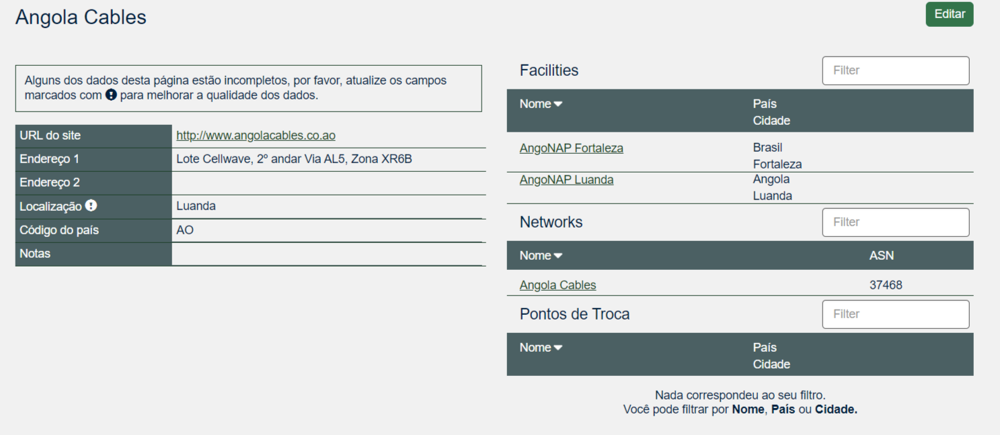 Angola Cables
Editar
Alguns dos dados desta página estão incompletos, por favor, atualize os campos
marcados com para melhorar a qualidade dos dados.
URL do site http://www.angolacables.co.ao
Endereço 1 Lote Cellwave, 2º andar Via AL5, Zona XR6B
Endereço 2
Localização Luanda
Código do país AO
Notas
Facilities Filter
Nome País
Cidade
AngoNAP Fortaleza Brasil
Fortaleza
AngoNAP Luanda Angola
Luanda
Networks Filter
Nome ASN
Angola Cables 37468
Pontos de Troca Filter
Nome País
Cidade
Nada correspondeu ao seu filtro.
Você pode filtrar por Nome, País ou Cidade.